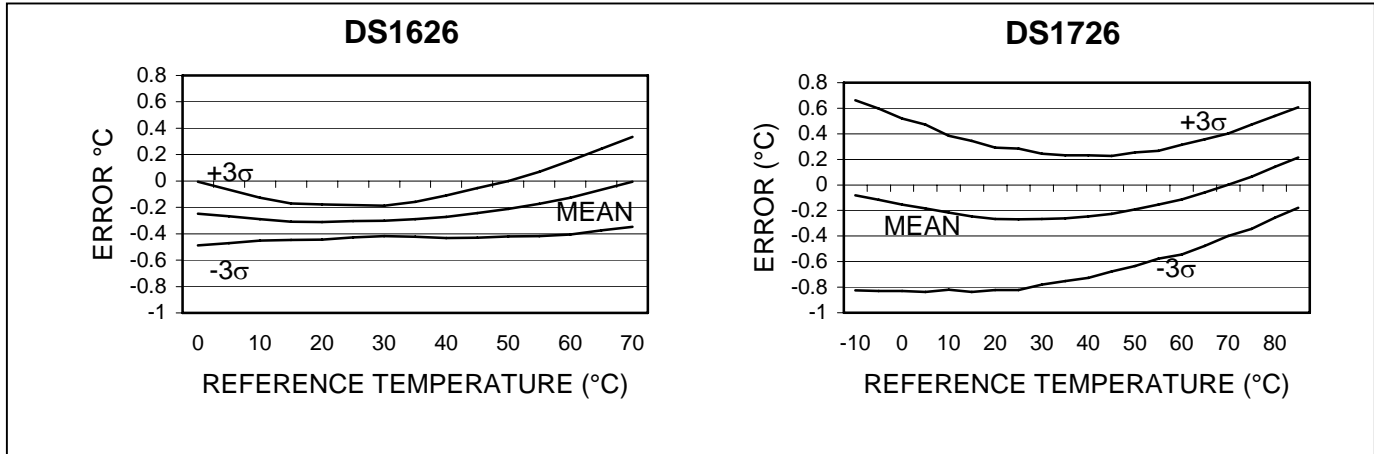 DS1626
ERROR °C
0.8
0.6
0.4
0.2
0
-0.2
-0.4
-0.6
-0.8
-1
+3σ
MEAN
-3σ
0 10 20 30 40 50 60 70
REFERENCE TEMPERATURE (°C)
DS1726
ERROR (°C)
0.8
0.6
0.4
0.2
0
-0.2
-0.4
-0.6
-0.8
-1
+3σ
MEAN
-3σ
-10 0 10 20 30 40 50 60 70 80
REFERENCE TEMPERATURE (°C)